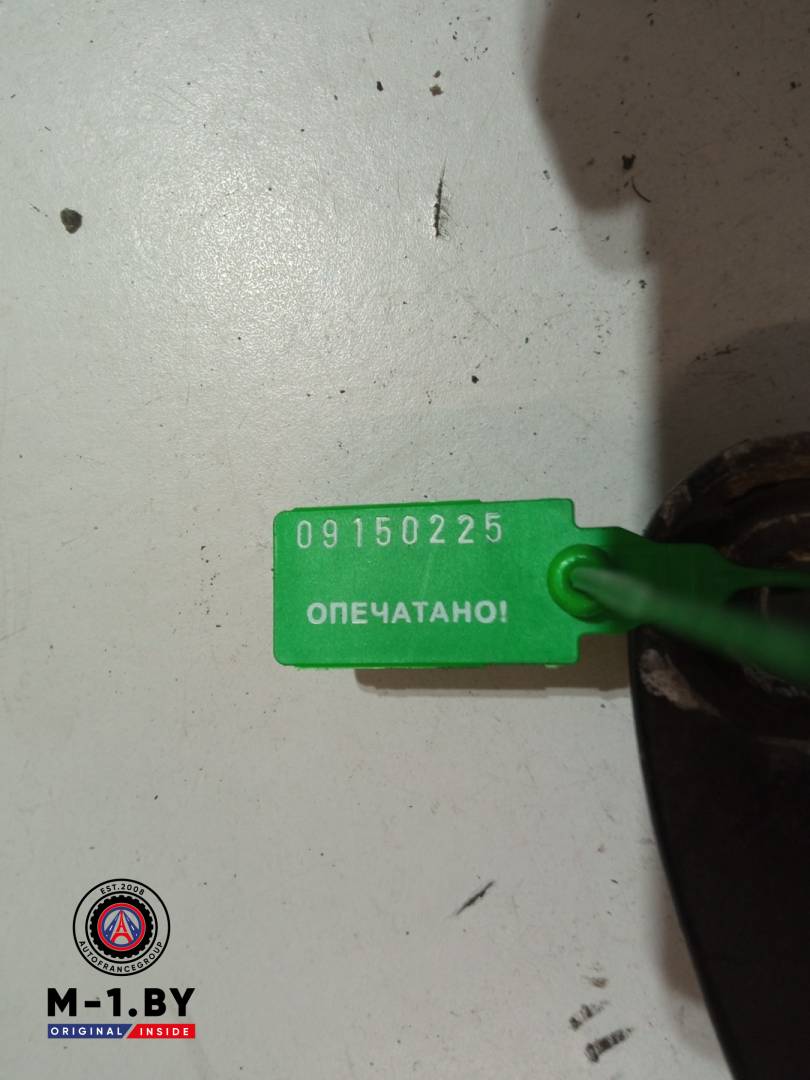 09150225
ОПЕЧАТАНО!
EST.2008
AUTOFRANCEGROUP
M-1.BY
ORIGINAL INSIDE